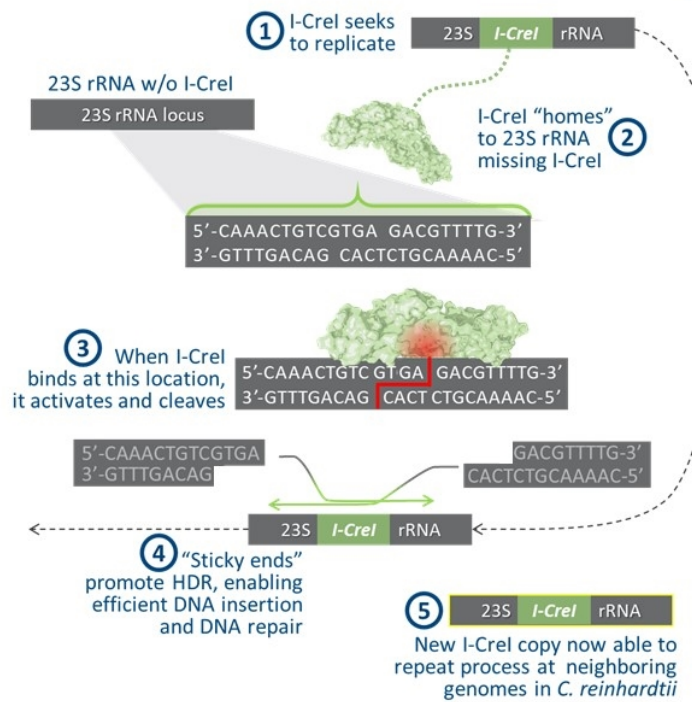 1 I-CreI seeks
to replicate
23S I-CreI rRNA
23S rRNA w/o I-CreI
23S rRNA locus
I-CreI “homes”
to 23S rRNA 2
missing I-CreI
5’-CAAACTGTCGTGA GACGTTTTG-3’
3’-GTTTGACAG CACTCTGCAAAAC-5’
3 When I-CreI
binds at this location,
it activates and cleaves
5’-CAAACTGTCGTGA GACGTTTTG-3’
3’-GTTTGACAG CACTCTGCAAAAC-5’
5’-CAAACTGTCGTGA
3’-GTTTGACAG
GACGTTTTG-3’
CACTCTGCAAAAC-5’
23S I-CreI rRNA
4 “Sticky ends”
promote HDR, enabling
efficient DNA insertion
and DNA repair
5 23S I-CreI rRNA
New I-CreI copy now able to
repeat process at neighboring
genomes in C. reinhardtii